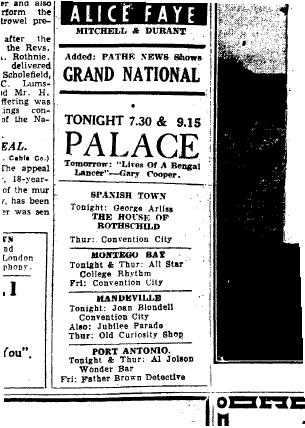 er and also
rform the
trowel pre-
after the
the Revs.
Rothnie,
delivered
Scholefield,
C. Lums-
d Mr. H.
ffering was
ings con-
of the Na-
EAL.
. Cable Co.)
The appeal
, 18-year-
of the mur
, has been
er was sen
nd
London
phony.
You".
ALICE FAYE
MITCHELL & DURANT
Added: PATHE NEWS Shows
GRAND NATIONAL
TONIGHT 7.30 & 9.15
PALACE
Tomorrow: "Lives Of A Bengal
Lancer"—Gary Cooper.
SPANISH TOWN
Tonight: George Arliss
THE HOUSE OF
ROTHSCHILD
Thur: Convention City
MONTEGO BAY
Tonight & Thur: All Star
College Rhythm
Fri: Convention City
MANDEVILLE
Tonight: Joan Blondell
Convention City
Also: Jubilee Parade
Thur: Old Curiosity Shop
PORT ANTONIO.
Tonight & Thur: Al Jolson
Wonder Bar
Fri: Father Brown Detective